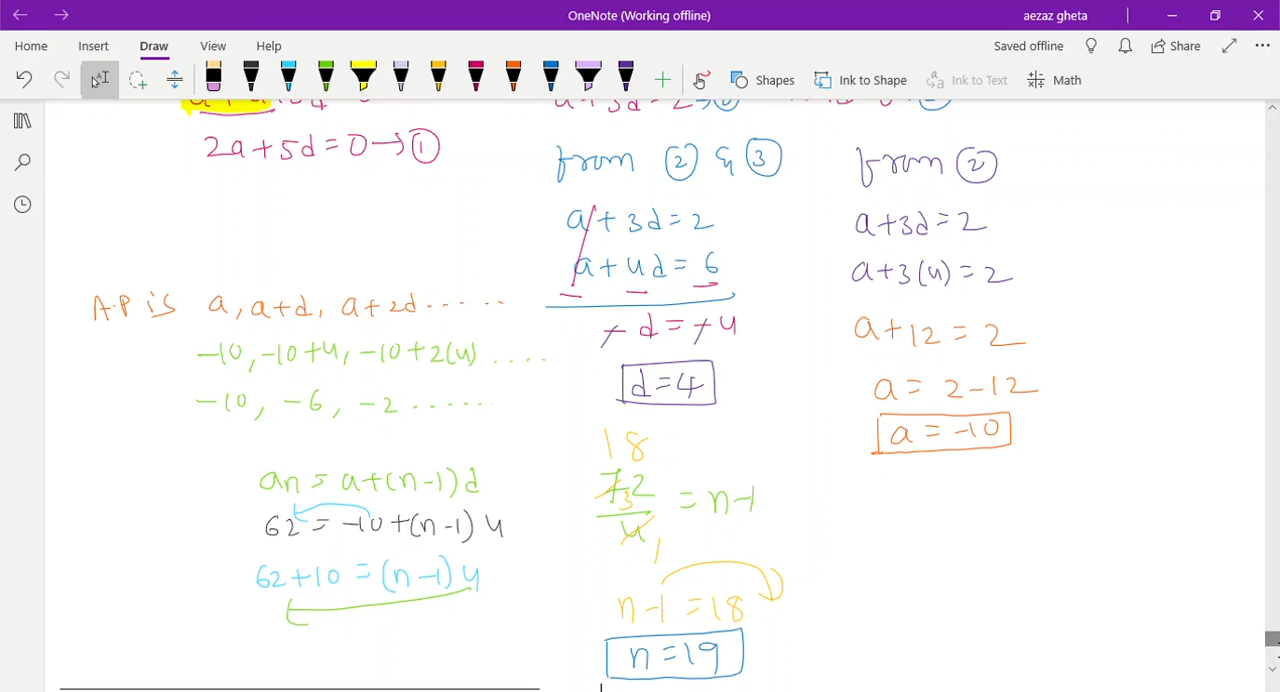 OneNote (Working offline)
aezaz gheta
Home Insert Draw View Help
Saved offline
Share
Shapes
Ink to Shape
Ink to Text
Math
2a+5d=0→①
from ② & ③
a+3d=2
a+4d=6
-d=-4
d=4
from ②
a+3d=2
a+3(4)=2
a+12=2
a=2-12
a=-10
A.P is a, a+d, a+2d......
-10, -10+4, -10+2(4) ....
-10, -6, -2 ......
an=a+(n-1)d
62=-10+(n-1)4
62+10=(n-1)4
18
72/4=n-1
n-1=18
n=19